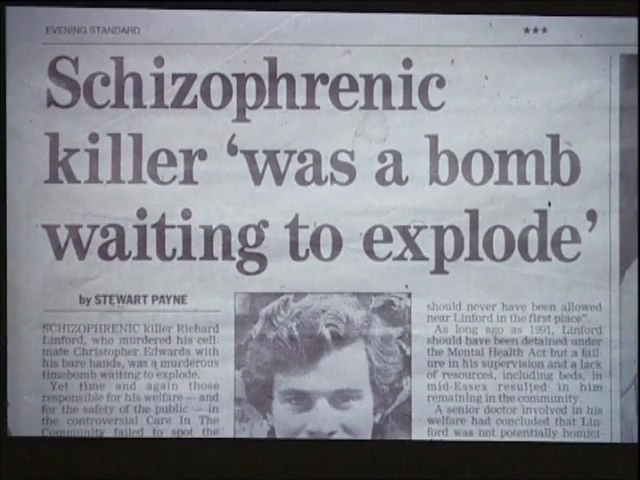 EVENING STANDARD
★★★
Schizophrenic
killer ‘was a bomb
waiting to explode’
by STEWART PAYNE
SCHIZOPHRENIC killer Richard
Linford, who murdered his cell-
mate Christopher Edwards with
his bare hands, was a murderous
timebomb waiting to explode.
Yet time and again those
responsible for his welfare — and
for the safety of the public — in
the controversial Care In The
Community failed to spot the
should never have been allowed
near Linford in the first place".
As long ago as 1991, Linford
should have been detained under
the Mental Health Act but a fail-
ure in his supervision and a lack
of resources, including beds, in
mid-Essex resulted in him
remaining in the community.
A senior doctor involved in his
welfare had concluded that Lin-
ford was not potentially homici-